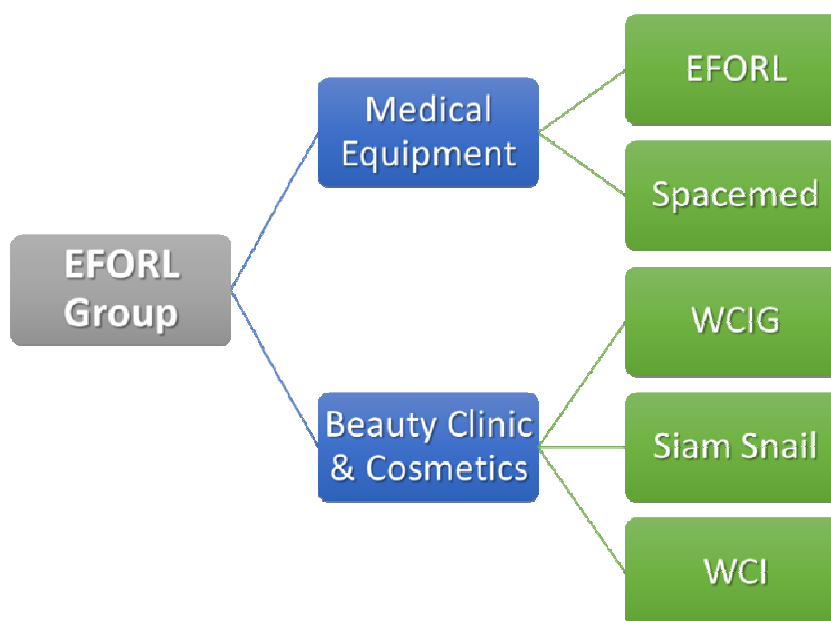 EFORL
Group
Medical
Equipment
Beauty Clinic
& Cosmetics
EFORL
Spacemed
WCIG
Siam Snail
WCI